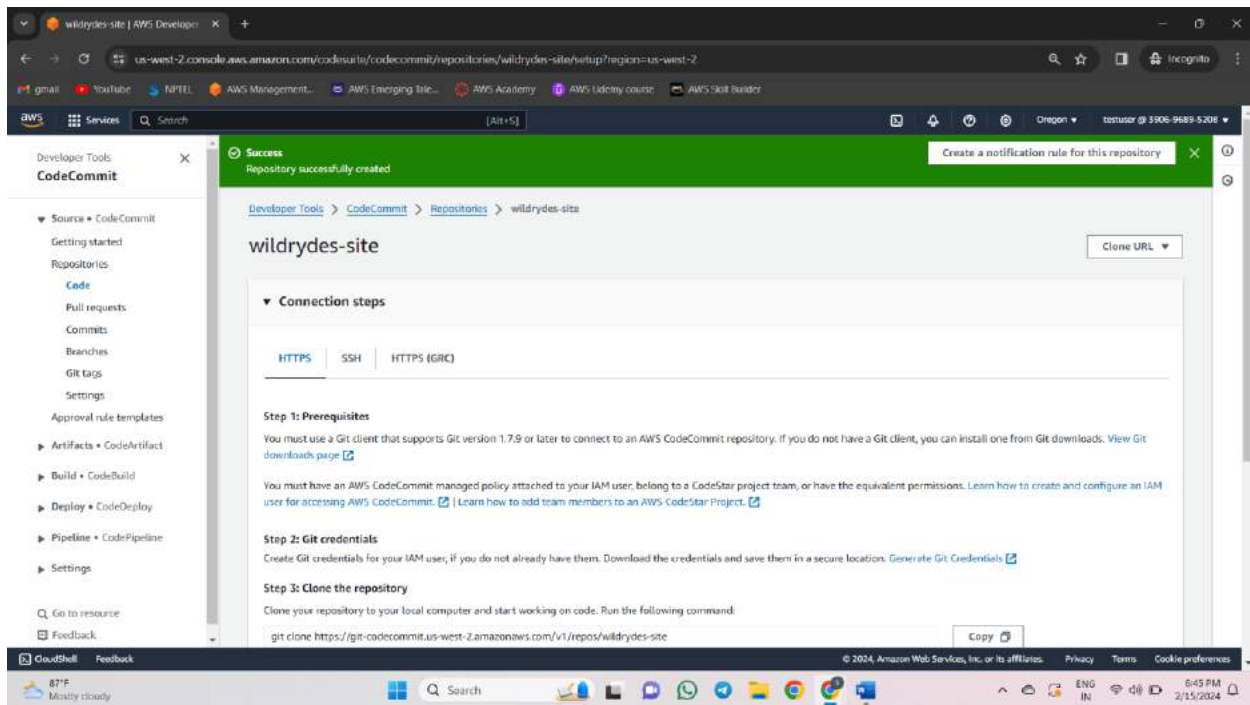 wildrydes-site | AWS Developer
us-west-2.console.aws.amazon.com/codesuite/codecommit/repositories/wildrydes-site/setup?region=us-west-2
Incognito
gmail YouTube NPTEL AWS Management... AWS Emerging Tale... AWS Academy AWS Udemy course AWS Skill Builder
aws Services Search [Alt+S] Oregon testuser @ 3906-9689-5208
Developer Tools
CodeCommit
Source • CodeCommit
Getting started
Repositories
Code
Pull requests
Commits
Branches
Git tags
Settings
Approval rule templates
Artifacts • CodeArtifact
Build • CodeBuild
Deploy • CodeDeploy
Pipeline • CodePipeline
Settings
Go to resource
Feedback
Success
Repository successfully created
Create a notification rule for this repository
Developer Tools > CodeCommit > Repositories > wildrydes-site
wildrydes-site
Clone URL
Connection steps
HTTPS SSH HTTPS (GRC)
Step 1: Prerequisites
You must use a Git client that supports Git version 1.7.9 or later to connect to an AWS CodeCommit repository. If you do not have a Git client, you can install one from Git downloads. View Git
downloads page
You must have an AWS CodeCommit managed policy attached to your IAM user, belong to a CodeStar project team, or have the equivalent permissions. Learn how to create and configure an IAM
user for accessing AWS CodeCommit. | Learn how to add team members to an AWS CodeStar Project.
Step 2: Git credentials
Create Git credentials for your IAM user, if you do not already have them. Download the credentials and save them in a secure location. Generate Git Credentials
Step 3: Clone the repository
Clone your repository to your local computer and start working on code. Run the following command:
git clone https://git-codecommit.us-west-2.amazonaws.com/v1/repos/wildrydes-site
Copy
CloudShell Feedback © 2024, Amazon Web Services, Inc. or its affiliates. Privacy Terms Cookie preferences
87°F
Mostly cloudy
Search
ENG
IN
6:45 PM
2/15/2024